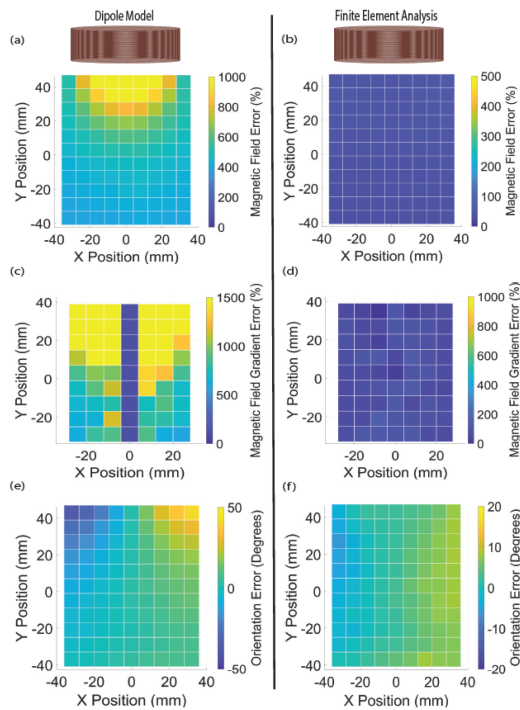 Dipole Model
Finite Element Analysis
(a)
40
20
0
-20
-40
Y Position (mm)
-40 -20 0 20 40
X Position (mm)
1000
800
600
400
200
0
Magnetic Field Error (%)
(b)
40
20
0
-20
-40
Y Position (mm)
-40 -20 0 20 40
X Position (mm)
500
400
300
200
100
0
Magnetic Field Error (%)
(c)
40
20
0
-20
Y Position (mm)
-20 0 20
X Position (mm)
1500
1000
500
0
Magnetic Field Gradient Error (%)
(d)
40
20
0
-20
Y Position (mm)
-20 0 20
X Position (mm)
1000
800
600
400
200
0
Magnetic Field Gradient Error (%)
(e)
40
20
0
-20
-40
Y Position (mm)
-40 -20 0 20 40
X Position (mm)
50
0
-50
Orientation Error (Degrees)
(f)
40
20
0
-20
-40
Y Position (mm)
-40 -20 0 20 40
X Position (mm)
20
10
0
-10
-20
Orientation Error (Degrees)